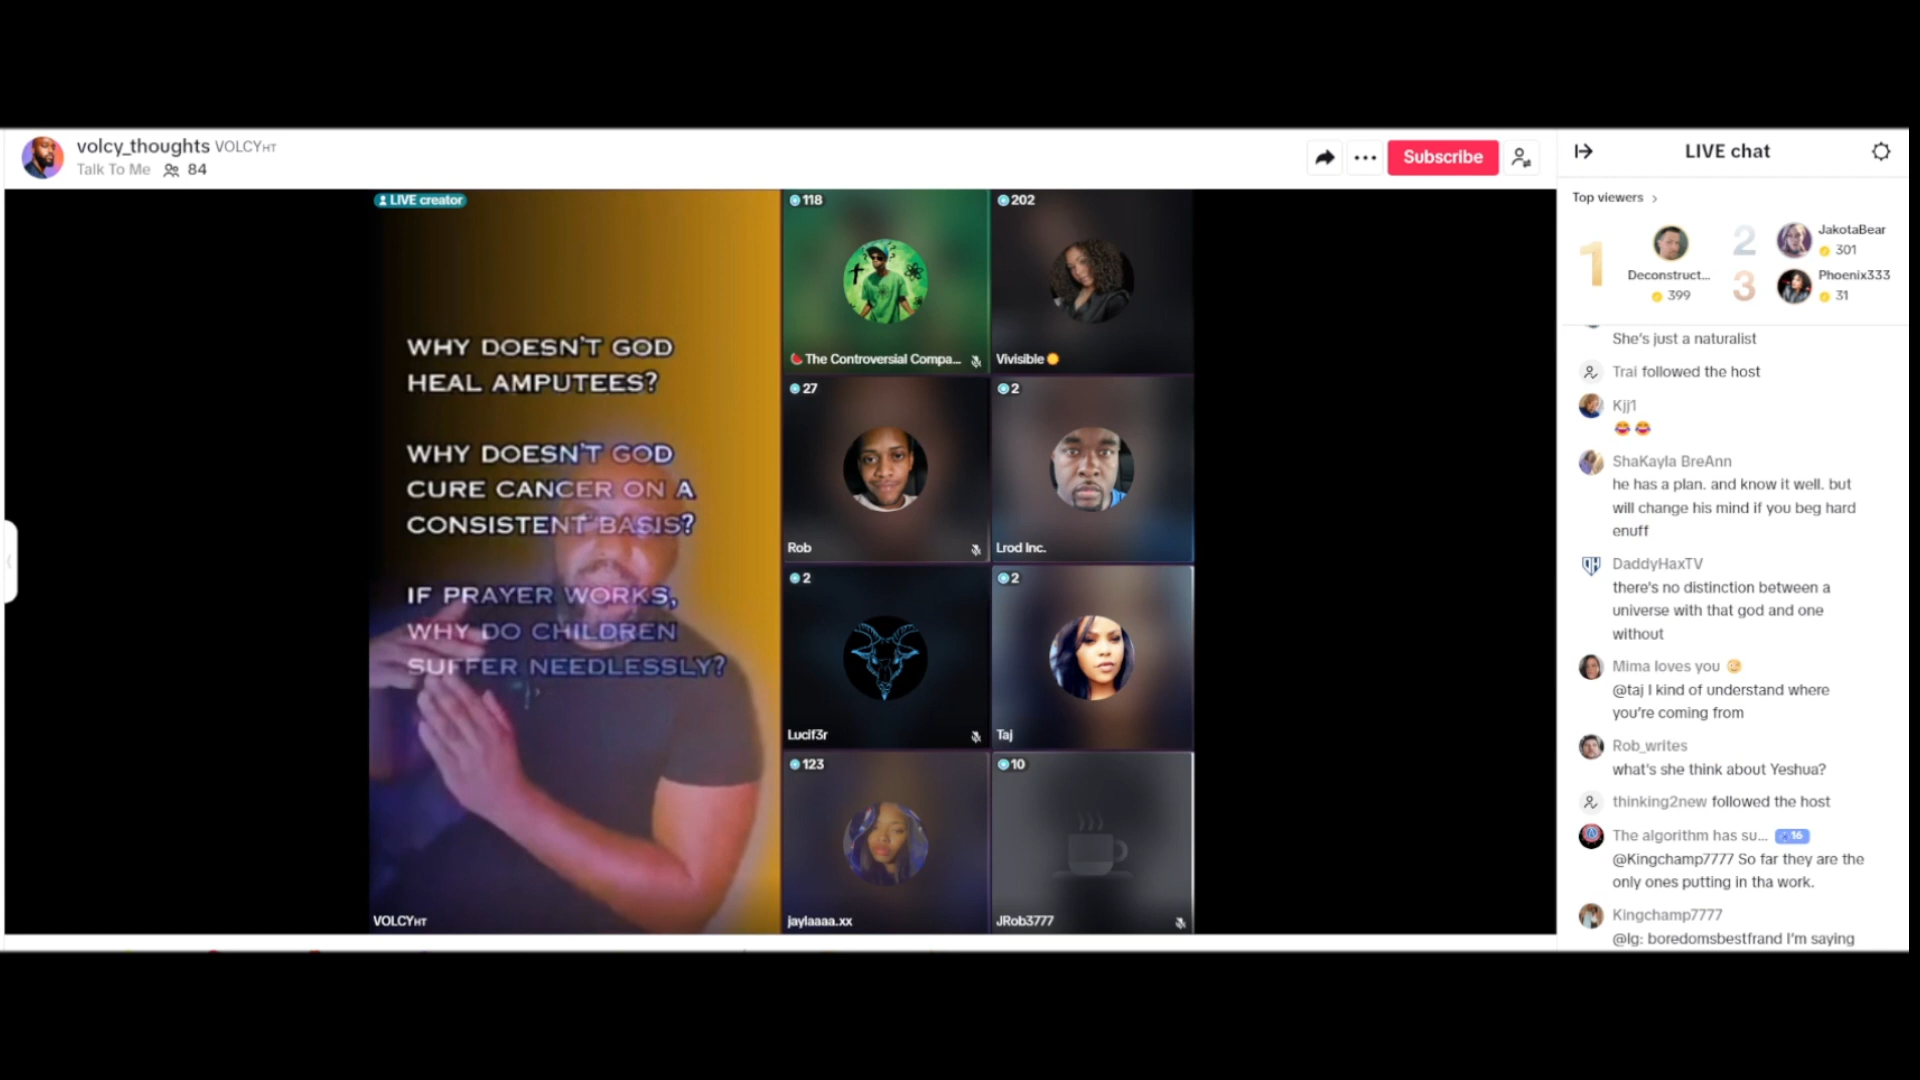 volcy_thoughts VOLCYHT
Talk To Me 84
Subscribe
LIVE chat
LIVE creator
WHY DOESN'T GOD
HEAL AMPUTEES?
WHY DOESN'T GOD
CURE CANCER ON A
CONSISTENT BASIS?
IF PRAYER WORKS,
WHY DO CHILDREN
SUFFER NEEDLESSLY?
VOLCYHT
118
The Controversial Compa...
202
Vivisible
27
Rob
2
Lrod Inc.
2
Lucif3r
2
Taj
123
jaylaaaa.xx
10
JRob3777
Top viewers
1
Deconstruct...
399
2
JakotaBear
301
3
Phoenix333
31
She's just a naturalist
Trai followed the host
Kjj1
ShaKayla BreAnn
he has a plan. and know it well. but
will change his mind if you beg hard
enuff
DaddyHaxTV
there's no distinction between a
universe with that god and one
without
Mima loves you
@taj I kind of understand where
you're coming from
Rob_writes
what's she think about Yeshua?
thinking2new followed the host
The algorithm has su... 16
@Kingchamp7777 So far they are the
only ones putting in tha work.
Kingchamp7777
@Ig: boredomsbestfrand I'm saying